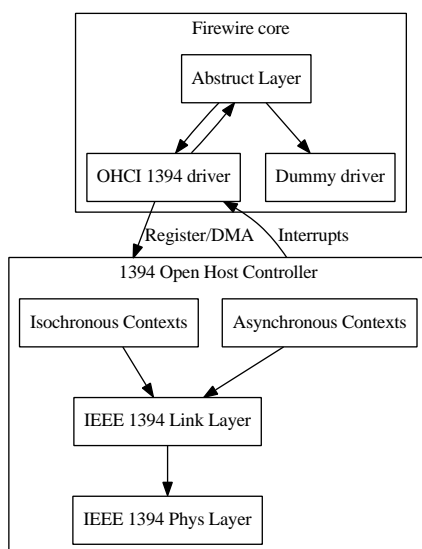 Firewire core
Abstruct Layer
OHCI 1394 driver
Dummy driver
Register/DMA
Interrupts
1394 Open Host Controller
Isochronous Contexts
Asynchronous Contexts
IEEE 1394 Link Layer
IEEE 1394 Phys Layer